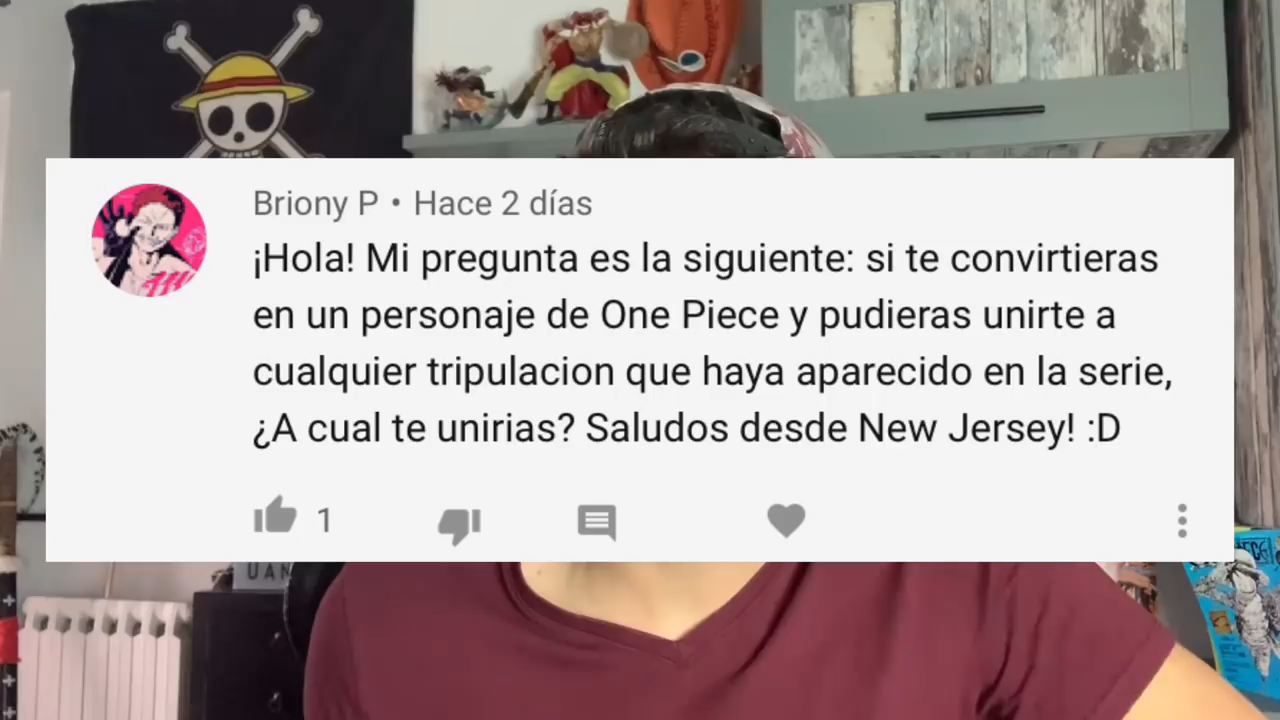 Briony P • Hace 2 días
¡Hola! Mi pregunta es la siguiente: si te convirtieras
en un personaje de One Piece y pudieras unirte a
cualquier tripulacion que haya aparecido en la serie,
¿A cual te unirias? Saludos desde New Jersey! :D
1